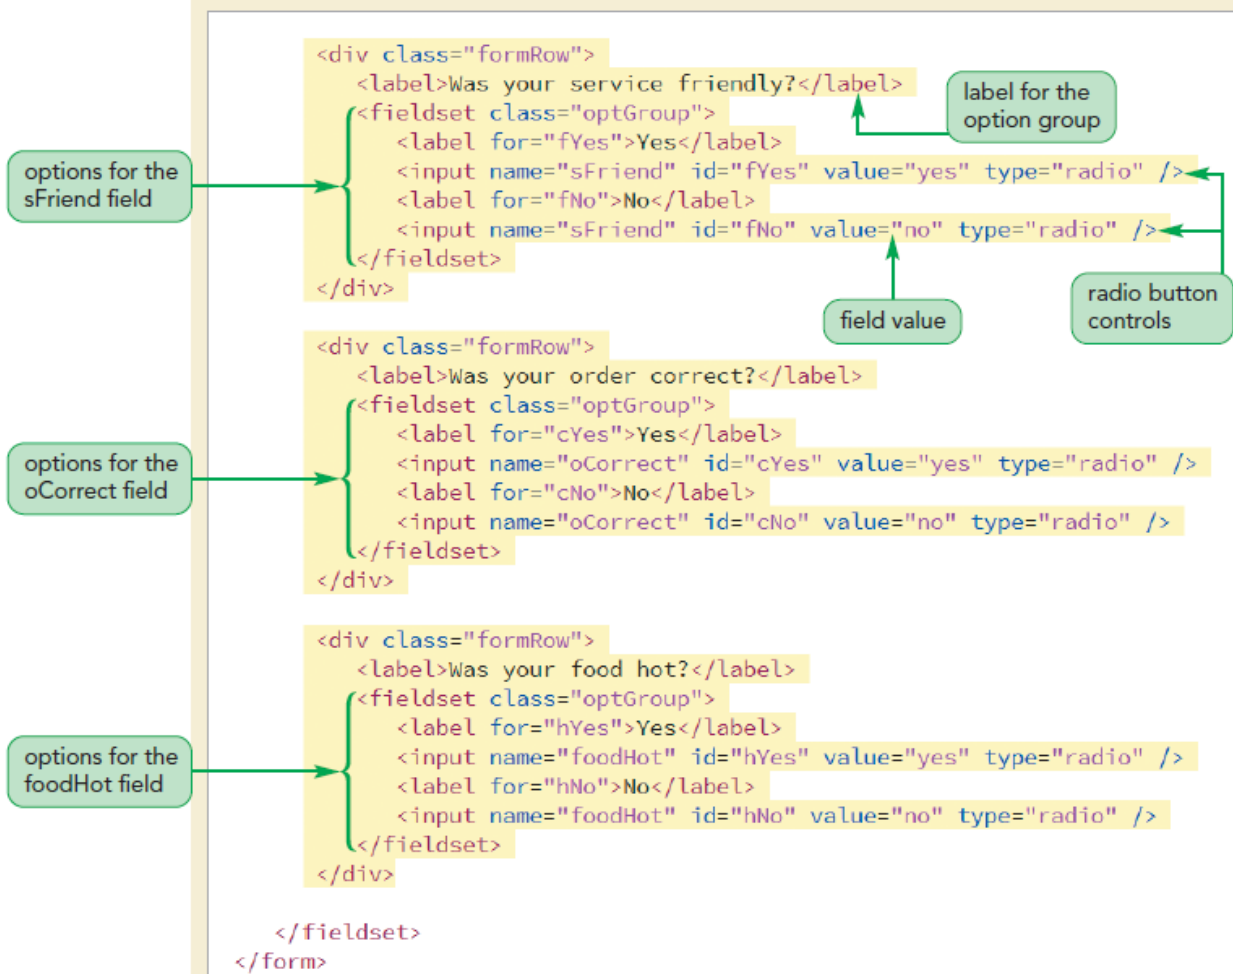 <div class="formRow">
<label>Was your service friendly?</label>
label for the
option group
<fieldset class="optGroup">
<label for="fYes">Yes</label>
options for the
sFriend field
<input name="sFriend" id="fYes" value="yes" type="radio" />
<label for="fNo">No</label>
<input name="sFriend" id="fNo" value="no" type="radio" />
</fieldset>
</div>
field value
radio button
controls
<div class="formRow">
<label>Was your order correct?</label>
<fieldset class="optGroup">
<label for="cYes">Yes</label>
options for the
oCorrect field
<input name="oCorrect" id="cYes" value="yes" type="radio" />
<label for="cNo">No</label>
<input name="oCorrect" id="cNo" value="no" type="radio" />
</fieldset>
</div>
<div class="formRow">
<label>Was your food hot?</label>
<fieldset class="optGroup">
<label for="hYes">Yes</label>
options for the
foodHot field
<input name="foodHot" id="hYes" value="yes" type="radio" />
<label for="hNo">No</label>
<input name="foodHot" id="hNo" value="no" type="radio" />
</fieldset>
</div>
</fieldset>
</form>